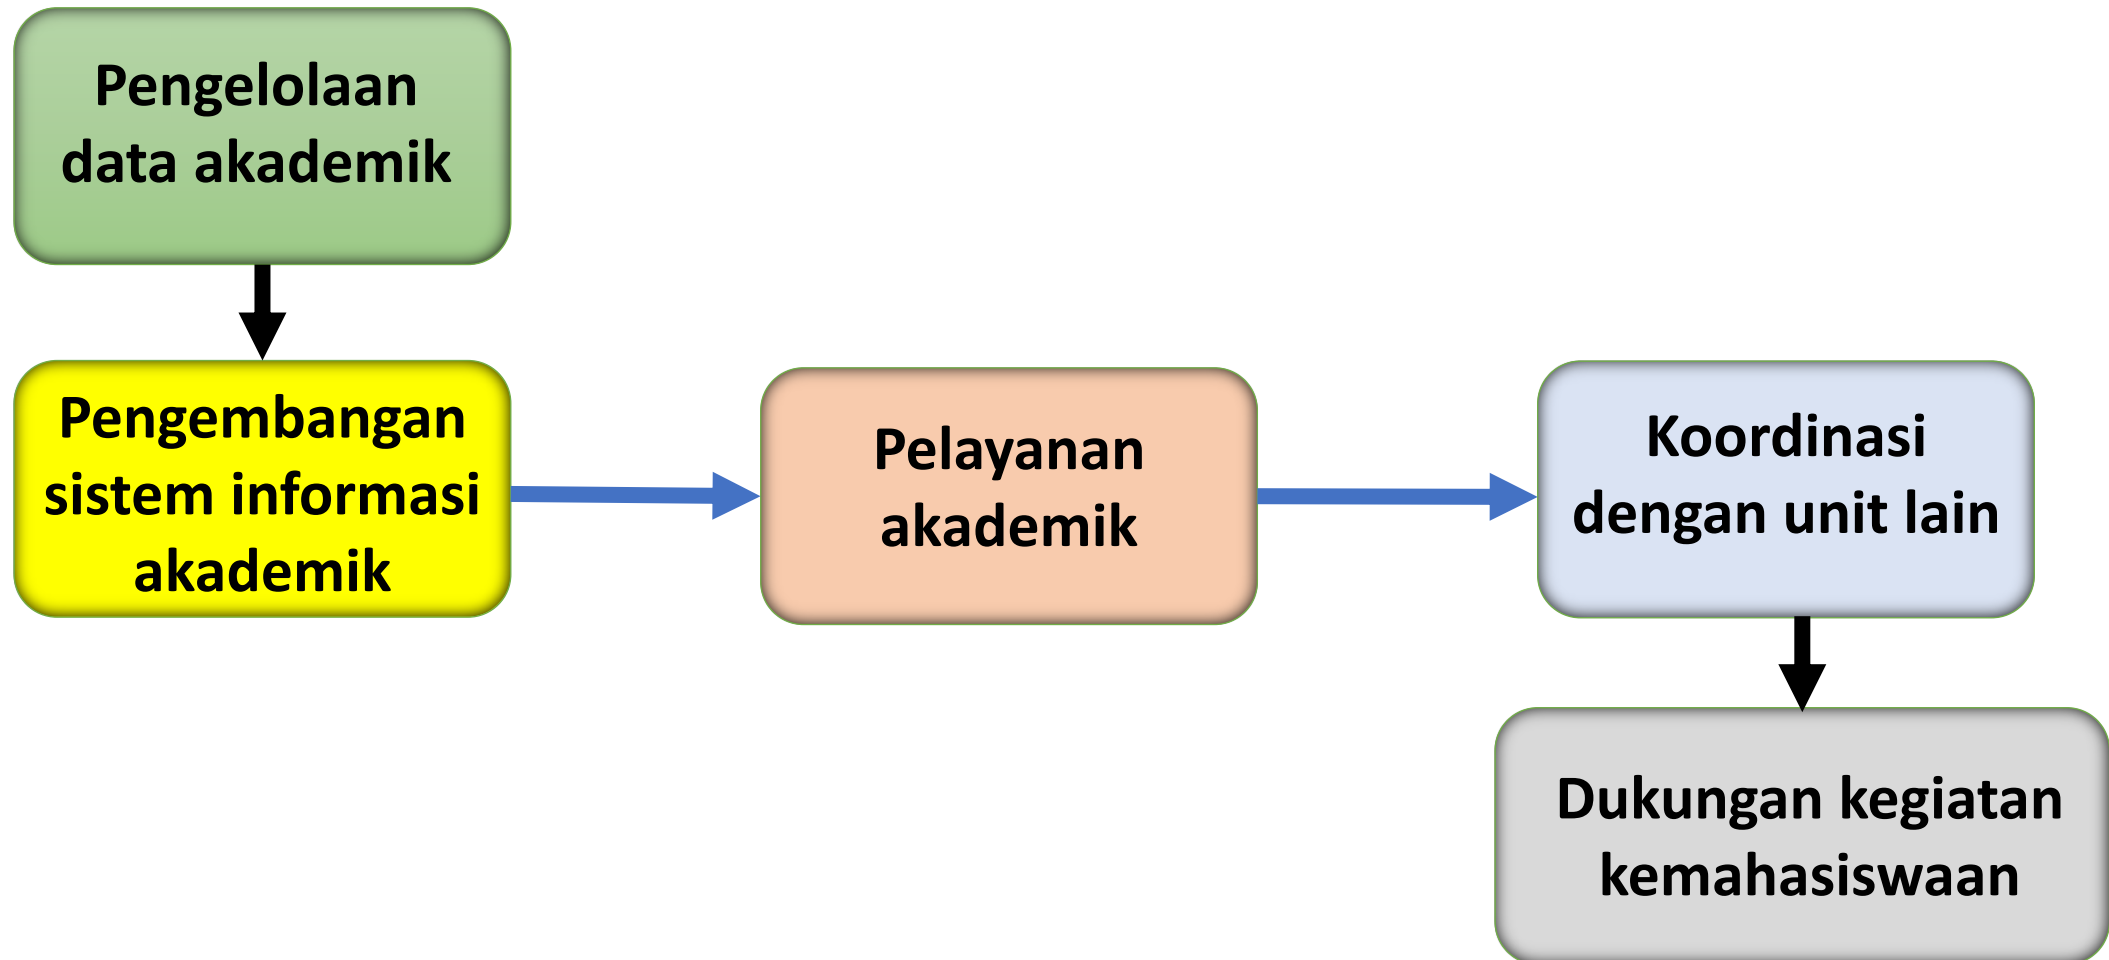 Pengelolaan
data akademik
Pengembangan
sistem informasi
akademik
Pelayanan
akademik
Koordinasi
dengan unit lain
Dukungan kegiatan
kemahasiswaan